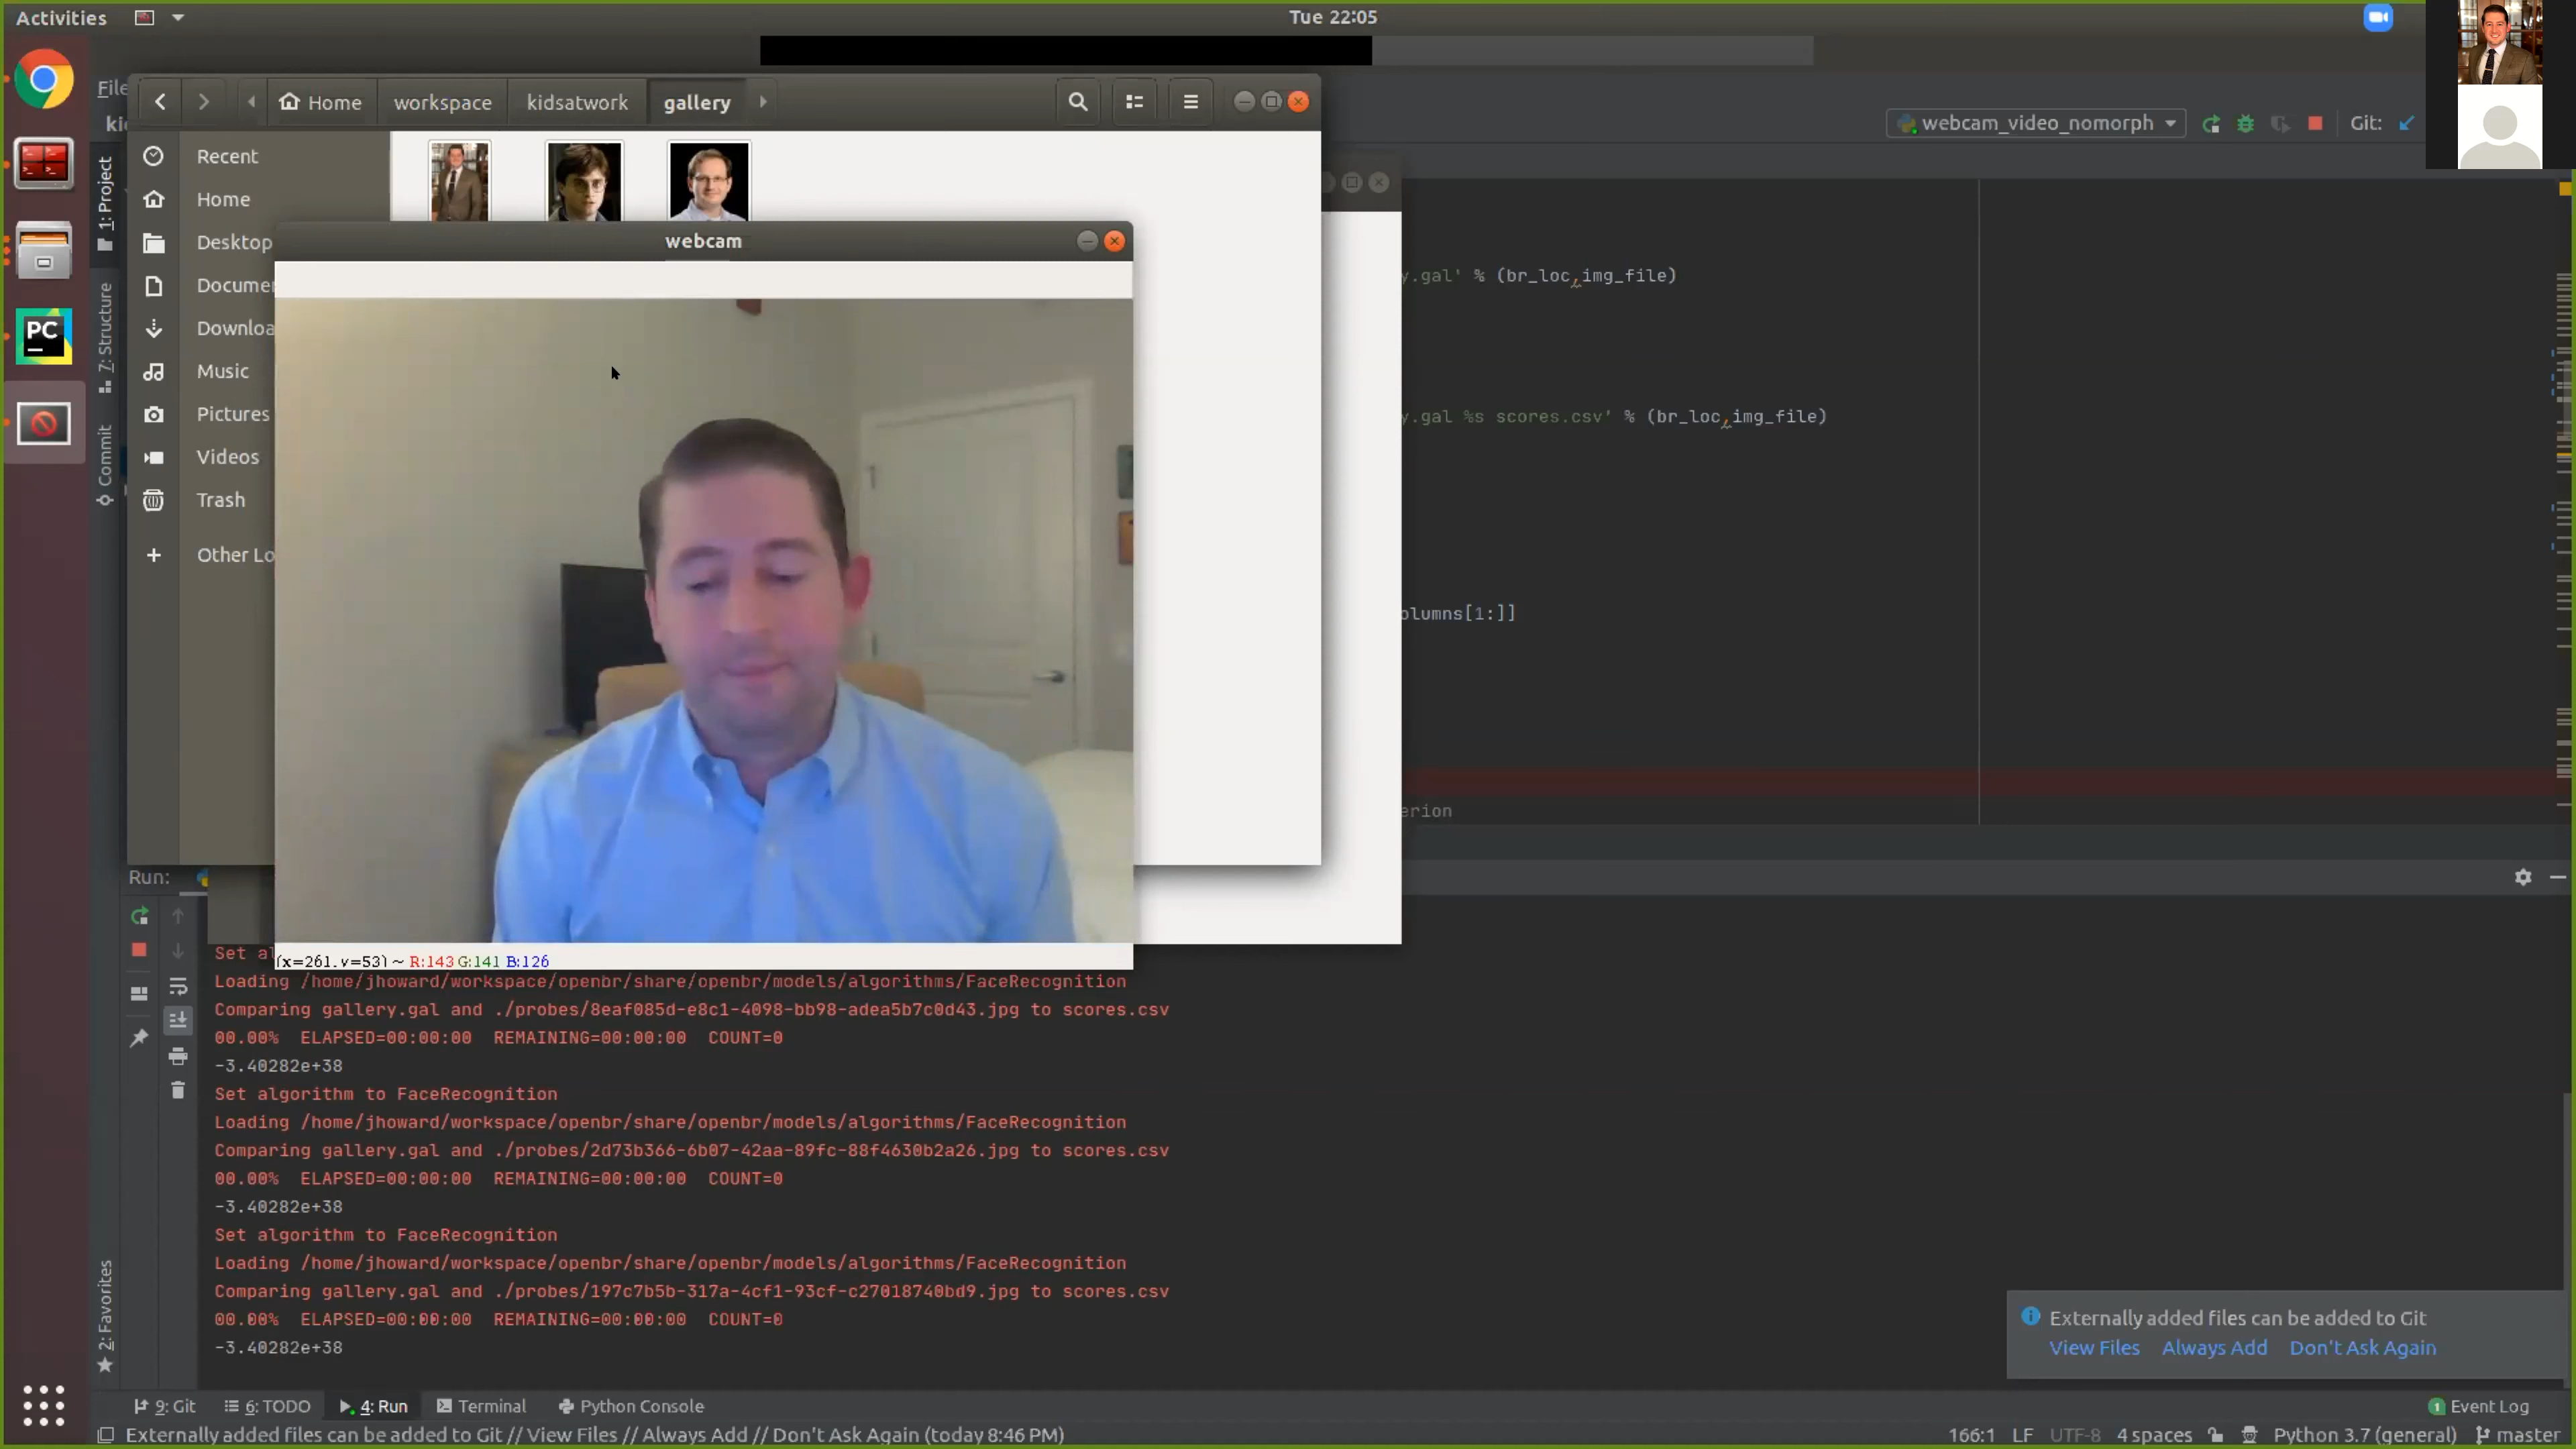 Activities
Tue 22:05
File
Home workspace kidsatwork gallery
webcam_video_nomorph Git:
Recent
Home
webcam
Desktop
Documen
Downloa
Music
Pictures
Videos
Trash
Other Lo
1: Project
7: Structure
Commit
2: Favorites
PC
y.gal' % (br_loc,img_file)
y.gal %s scores.csv' % (br_loc,img_file)
olumns[1:]]
erion
Run:
(x=261, y=53) ~ R:143 G:141 B:126
Set al
Loading /home/jhoward/workspace/openbr/share/openbr/models/algorithms/FaceRecognition
Comparing gallery.gal and ./probes/8eaf085d-e8c1-4098-bb98-adea5b7c0d43.jpg to scores.csv
00.00% ELAPSED=00:00:00 REMAINING=00:00:00 COUNT=0
-3.40282e+38
Set algorithm to FaceRecognition
Loading /home/jhoward/workspace/openbr/share/openbr/models/algorithms/FaceRecognition
Comparing gallery.gal and ./probes/2d73b366-6b07-42aa-89fc-88f4630b2a26.jpg to scores.csv
00.00% ELAPSED=00:00:00 REMAINING=00:00:00 COUNT=0
-3.40282e+38
Set algorithm to FaceRecognition
Loading /home/jhoward/workspace/openbr/share/openbr/models/algorithms/FaceRecognition
Comparing gallery.gal and ./probes/197c7b5b-317a-4cf1-93cf-c27018740bd9.jpg to scores.csv
00.00% ELAPSED=00:00:00 REMAINING=00:00:00 COUNT=0
-3.40282e+38
Externally added files can be added to Git
View Files Always Add Don't Ask Again
9: Git 6: TODO 4: Run Terminal Python Console 1 Event Log
Externally added files can be added to Git // View Files // Always Add // Don't Ask Again (today 8:46 PM) 166:1 LF UTF-8 4 spaces Python 3.7 (general) master